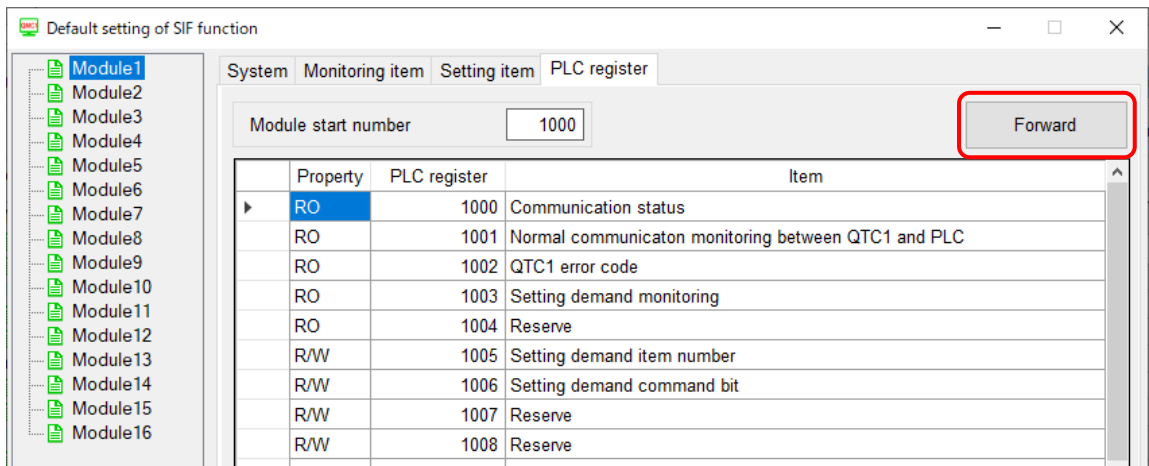 QMC1 Default setting of SIF function
Module1
Module2
Module3
Module4
Module5
Module6
Module7
Module8
Module9
Module10
Module11
Module12
Module13
Module14
Module15
Module16
System Monitoring item Setting item PLC register
Module start number 1000 Forward
Property PLC register Item
RO 1000 Communication status
RO 1001 Normal communicaton monitoring between QTC1 and PLC
RO 1002 QTC1 error code
RO 1003 Setting demand monitoring
RO 1004 Reserve
R/W 1005 Setting demand item number
R/W 1006 Setting demand command bit
R/W 1007 Reserve
R/W 1008 Reserve